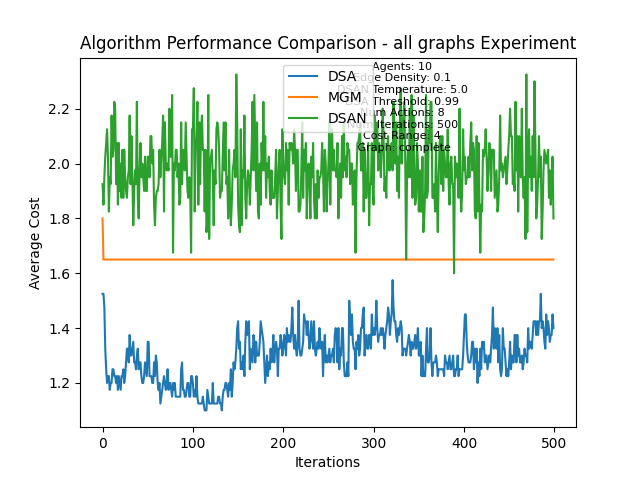 Algorithm Performance Comparison - all graphs Experiment
DSA
MGM
DSAN
Agents: 10
Edge Density: 0.1
DSAN Temperature: 5.0
Threshold: 0.99
Num Actions: 8
Num Iterations: 500
Cost Range: 4
Graph: complete
Average Cost
2.2
2.0
1.8
1.6
1.4
1.2
0
100
200
300
400
500
Iterations